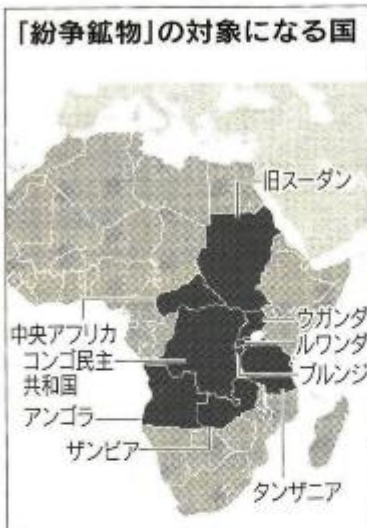 「紛争鉱物」の対象になる国
旧スーダン
中央アフリカ
コンゴ民主
共和国
アンゴラ
ザンビア
ウガンダ
ルワンダ
ブルンジ
タンザニア